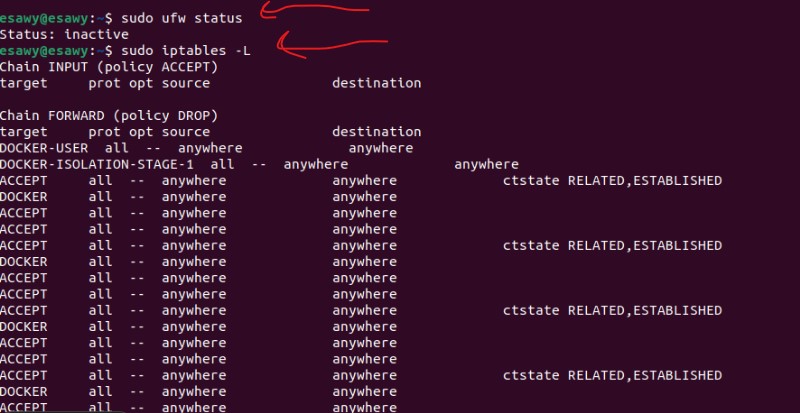 esawy@esawy:~$ sudo ufw status
Status: inactive
esawy@esawy:~$ sudo iptables -L
Chain INPUT (policy ACCEPT)
target     prot opt source               destination

Chain FORWARD (policy DROP)
target     prot opt source               destination
DOCKER-USER  all  --  anywhere             anywhere
DOCKER-ISOLATION-STAGE-1  all  --  anywhere             anywhere
ACCEPT     all  --  anywhere             anywhere             ctstate RELATED,ESTABLISHED
DOCKER     all  --  anywhere             anywhere
ACCEPT     all  --  anywhere             anywhere
ACCEPT     all  --  anywhere             anywhere
ACCEPT     all  --  anywhere             anywhere             ctstate RELATED,ESTABLISHED
DOCKER     all  --  anywhere             anywhere
ACCEPT     all  --  anywhere             anywhere
ACCEPT     all  --  anywhere             anywhere
ACCEPT     all  --  anywhere             anywhere             ctstate RELATED,ESTABLISHED
DOCKER     all  --  anywhere             anywhere
ACCEPT     all  --  anywhere             anywhere
ACCEPT     all  --  anywhere             anywhere
ACCEPT     all  --  anywhere             anywhere             ctstate RELATED,ESTABLISHED
DOCKER     all  --  anywhere             anywhere
ACCEPT     all  --  anywhere             anywhere